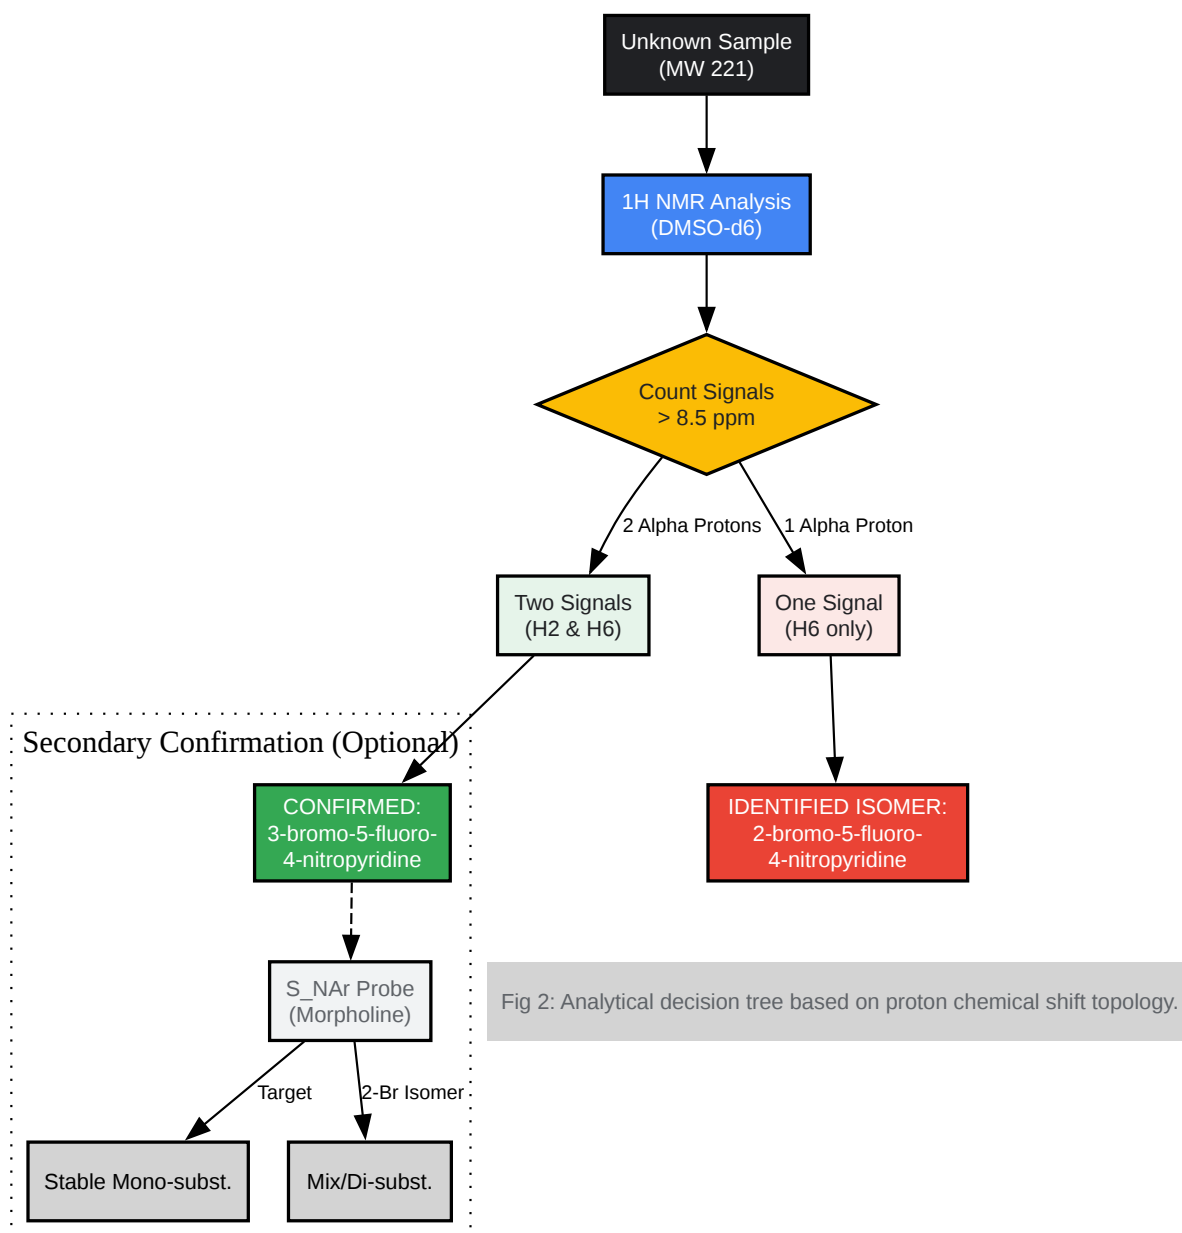 Unknown Sample
(MW 221)
1H NMR Analysis
(DMSO-d6)
Count Signals
> 8.5 ppm
2 Alpha Protons
1 Alpha Proton
Two Signals
(H2 & H6)
One Signal
(H6 only)
Secondary Confirmation (Optional)
CONFIRMED:
3-bromo-5-fluoro-
4-nitropyridine
IDENTIFIED ISOMER:
2-bromo-5-fluoro-
4-nitropyridine
S_NAr Probe
(Morpholine)
Fig 2: Analytical decision tree based on proton chemical shift topology.
Target
2-Br Isomer
Stable Mono-subst.
Mix/Di-subst.